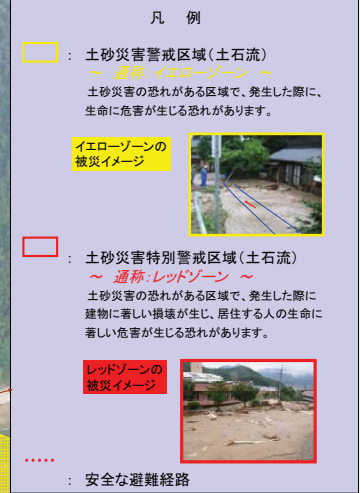 凡 例
： 土砂災害警戒区域（土石流）
～ 通称：イエローゾーン ～
土砂災害の恐れがある区域で、発生した際に、
生命に危害が生じる恐れがあります。
イエローゾーンの
被災イメージ
： 土砂災害特別警戒区域（土石流）
～ 通称：レッドゾーン ～
土砂災害の恐れがある区域で、発生した際に
建物に著しい損壊が生じ、居住する人の生命に
著しい危害が生じる恐れがあります。
レッドゾーンの
被災イメージ
： 安全な避難経路